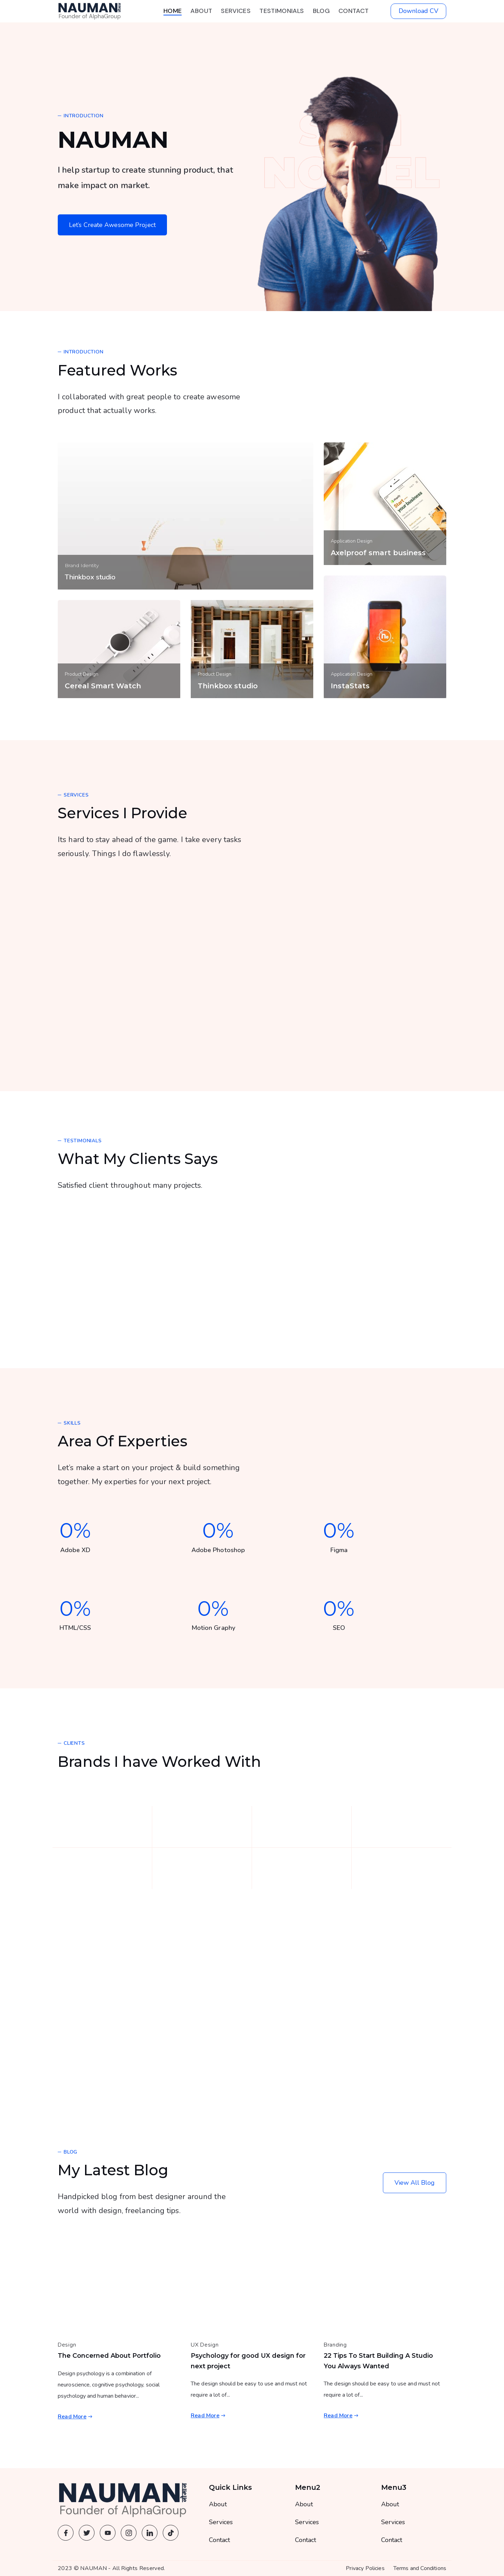 NAUMAN
Founder of AlphaGroup
HOME ABOUT SERVICES TESTIMONIALS BLOG CONTACT
Download CV
– INTRODUCTION
NAUMAN
I help startup to create stunning product, that
make impact on market.
Let's Create Awesome Project
– INTRODUCTION
Featured Works
I collaborated with great people to create awesome
product that actually works.
Brand Identity
Thinkbox studio
Application Design
Axelproof smart business
Product Design
Cereal Smart Watch
Product Design
Thinkbox studio
Application Design
InstaStats
– SERVICES
Services I Provide
Its hard to stay ahead of the game. I take every tasks
seriously. Things I do flawlessly.
– TESTIMONIALS
What My Clients Says
Satisfied client throughout many projects.
– SKILLS
Area Of Experties
Let's make a start on your project & build something
together. My experties for your next project.
0% 0% 0%
Adobe XD Adobe Photoshop Figma
0% 0% 0%
HTML/CSS Motion Graphy SEO
– CLIENTS
Brands I have Worked With
– BLOG
My Latest Blog
View All Blog
Handpicked blog from best designer around the
world with design, freelancing tips.
Design
The Concerned About Portfolio
Design psychology is a combination of
neuroscience, cognitive psychology, social
psychology and human behavior...
Read More →
UX Design
Psychology for good UX design for
next project
The design should be easy to use and must not
require a lot of...
Read More →
Branding
22 Tips To Start Building A Studio
You Always Wanted
The design should be easy to use and must not
require a lot of...
Read More →
NAUMAN
Founder of AlphaGroup
Quick Links
About
Services
Contact
Menu2
About
Services
Contact
Menu3
About
Services
Contact
2023 © NAUMAN - All Rights Reserved.
Privacy Policies Terms and Conditions